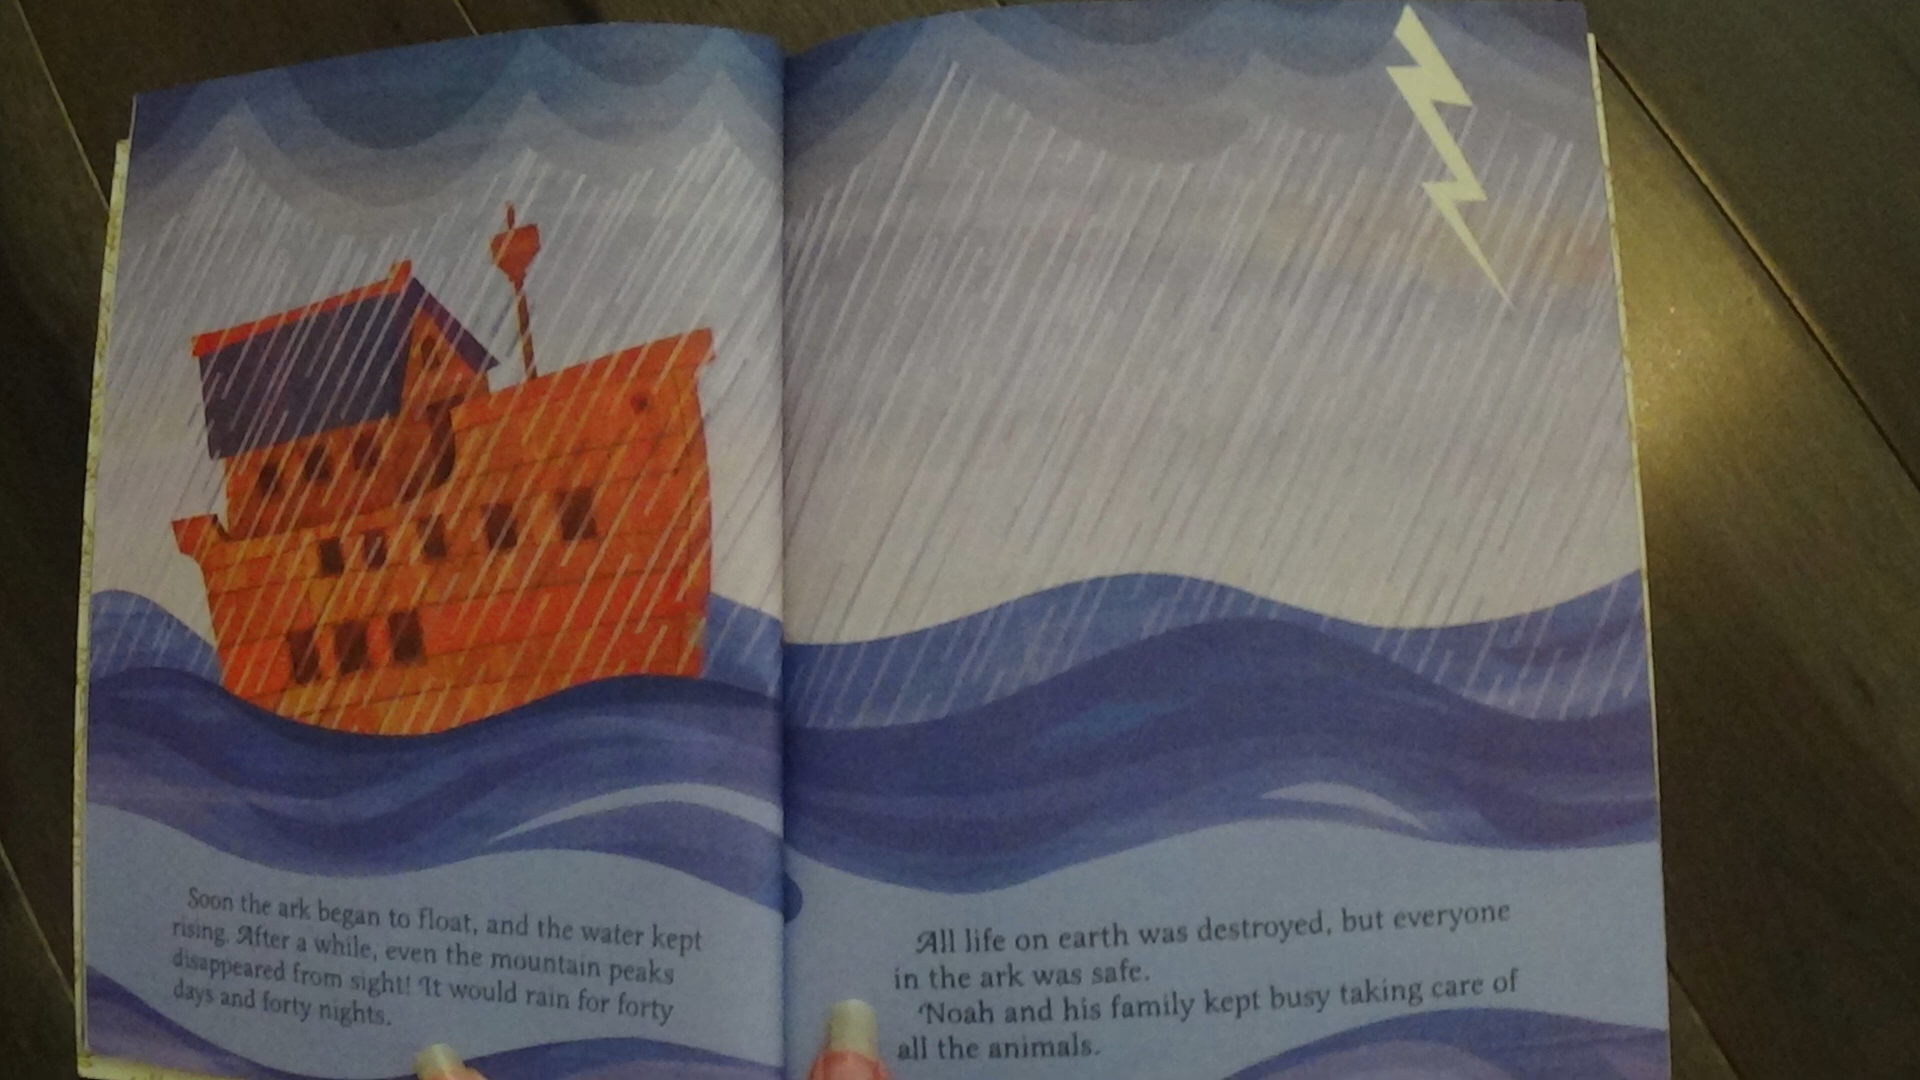 Soon the ark began to float, and the water kept
rising. After a while, even the mountain peaks
disappeared from sight! It would rain for forty
days and forty nights.
All life on earth was destroyed, but everyone
in the ark was safe.
Noah and his family kept busy taking care of
all the animals.